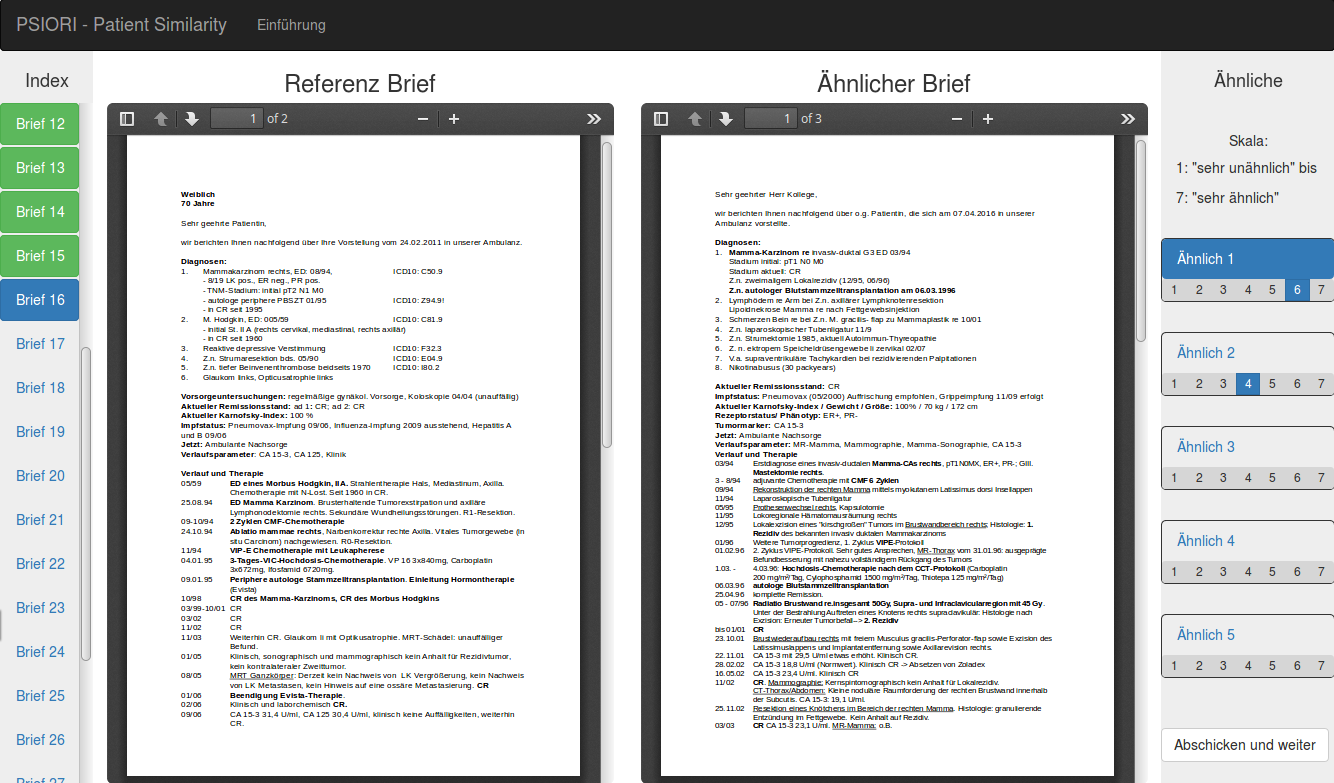 PSIORI - Patient Similarity Einführung
Index
Brief 12
Brief 13
Brief 14
Brief 15
Brief 16
Brief 17
Brief 18
Brief 19
Brief 20
Brief 21
Brief 22
Brief 23
Brief 24
Brief 25
Brief 26
Brief 27
Referenz Brief
1 of 2
Weiblich
70 Jahre
Sehr geehrte Patientin,
wir berichten Ihnen nachfolgend über Ihre Vorstellung vom 24.02.2011 in unserer Ambulanz.
Diagnosen:
1. Mammakarzinom rechts, ED: 08/94, ICD10: C50.9
- 8/19 LK pos., ER neg., PR pos.
- TNM-Stadium: initial pT2 N1 M0
- autologe periphere PBSZT 01/95 ICD10: Z94.9!
- in CR seit 1995
2. M. Hodgkin, ED: 005/59 ICD10: C81.9
- initial St. II A (rechts cervikal, mediastinal, rechts axillär)
- in CR seit 1960
3. Reaktive depressive Verstimmung ICD10: F32.3
4. Z.n. Strumaresektion bds. 05/90 ICD10: E04.9
5. Z.n. tiefer Beinvenenthrombose beidseits 1970 ICD10: I80.2
6. Glaukom links, Opticusatrophie links
Vorsorgeuntersuchungen: regelmäßige gynäkol. Vorsorge, Koloskopie 04/04 (unauffällig)
Aktueller Remissionsstand: ad 1: CR; ad 2: CR
Aktueller Karnofsky-Index: 100 %
Impfstatus: Pneumovax-Impfung 09/06, Influenza-Impfung 2009 ausstehend, Hepatitis A
und B 09/06
Jetzt: Ambulante Nachsorge
Verlaufsparameter: CA 15-3, CA 125, Klinik
Verlauf und Therapie
05/59 ED eines Morbus Hodgkin, II A. Strahlentherapie Hals, Mediastinum, Axilla.
Chemotherapie mit N-Lost. Seit 1960 in CR.
25.08.94 ED Mamma Karzinom. Brusterhaltende Tumorexstirpation und axilläre
Lymphonodektomie rechts. Sekundäre Wundheilungsstörungen. R1-Resektion.
09-10/94 2 Zyklen CMF-Chemotherapie
24.10.94 Ablatio mammae rechts, Narbenkorrektur rechte Axilla. Vitales Tumorgewebe (in
situ Carcinom) nachgewiesen. R0-Resektion.
11/94 VIP-E Chemotherapie mit Leukapherese
04.01.95 3-Tages-VIC-Hochdosis-Chemotherapie. VP 16 3x840mg, Carboplatin
3x672mg, Ifosfamid 6720mg.
09.01.95 Periphere autologe Stammzelltransplantation. Einleitung Hormontherapie
(Evista)
10/98 CR des Mamma-Karzinoms, CR des Morbus Hodgkins
03/99-10/01 CR
03/02 CR
11/02 CR
11/03 Weiterhin CR. Glaukom li mit Optikusatrophie. MRT-Schädel: unauffälliger
Befund.
01/05 Klinisch, sonographisch und mammographisch kein Anhalt für Rezidivtumor,
kein kontralateraler Zweittumor.
08/05 MRT Ganzkörper: Derzeit kein Nachweis von LK Vergrößerung, kein Nachweis
von LK Metastasen, kein Hinweis auf eine ossäre Metastasierung. CR
01/06 Beendigung Evista-Therapie.
02/06 Klinisch und laborchemisch CR.
09/06 CA 15-3 31,4 U/ml, CA 125 30,4 U/ml, klinisch keine Auffälligkeiten, weiterhin
CR.
Ähnlicher Brief
1 of 3
Sehr geehrter Herr Kollege,
wir berichten Ihnen nachfolgend über o.g. Patientin, die sich am 07.04.2016 in unserer
Ambulanz vorstellte.
Diagnosen:
1. Mamma-Karzinom re invasiv-duktal G3 ED 03/94
Stadium initial: pT1 N0 M0
Stadium aktuell: CR
Z.n. zweimaligem Lokalrezidiv (12/95, 06/96)
Z.n. autologer Blutstammzelltransplantation am 06.03.1996
2. Lymphödem re Arm bei Z.n. axillärer Lymphknotenresektion
Lipoidnekrose Mamma re nach Fettgewebsinjektion
3. Schmerzen Bein re bei Z.n. M. gracilis- flap zu Mammaplastik re 10/01
4. Z.n. laparoskopischer Tubenligatur 11/9
5. Z.n. Strumektomie 1985, aktuell Autoimmun-Thyreopathie
6. Z. n. ektropem Speicheldrüsengewebe li zervikal 02/07
7. V.a. supraventrikuläre Tachykardien bei rezidivierenden Palpitationen
8. Nikotinabusus (30 packyears)
Aktueller Remissionsstand: CR
Impfstatus: Pneumovax (05/2000) Auffrischung empfohlen, Grippeimpfung 11/09 erfolgt
Aktueller Karnofsky-Index / Gewicht / Größe: 100% / 70 kg / 172 cm
Rezeptorstatus/ Phänotyp: ER+, PR-
Tumormarker: CA 15-3
Jetzt: Ambulante Nachsorge
Verlaufsparameter: MR-Mamma, Mammographie, Mamma-Sonographie, CA 15-3
Verlauf und Therapie
03/94 Erstdiagnose eines invasiv-ductalen Mamma-CAs rechts, pT1N0MX, ER+, PR-; GIII.
Mastektomie rechts.
3 - 8/94 adjuvante Chemotherapie mit CMF 6 Zyklen
09/94 Rekonstruktion der rechten Mamma mittels myokutanem Latissimus dorsi Insellappen
11/94 Laparoskopische Tubenligatur
05/95 Prothesenwechsel rechts, Kapsulotomie
11/95 Lokoregionale Hämatomausräumung rechts
12/95 Lokalexzision eines "kirschgroßen" Tumors im Brustwandbereich rechts; Histologie: 1.
Rezidiv des bekannten invasiv duktalen Mammakarzinoms
01/96 Weitere Tumorprogredienz, 1. Zyklus VIPE-Protokoll
01.02.96 2. Zyklus VIPE-Protokoll. Sehr gutes Ansprechen, MR-Thorax vom 31.01.96: ausgeprägte
Befundbesserung mit nahezu vollständigem Rückgang des Tumors
1.03. - 4.03.96: Hochdosis-Chemotherapie nach dem CCT-Protokoll (Carboplatin
200 mg/m²/Tag, Cylophosphamid 1500 mg/m²/Tag, Thiotepa 125 mg/m²/Tag)
06.03.96 autologe Blutstammzelltransplantation
25.04.96 komplette Remission.
05 - 07/96 Radiatio Brustwand re.insgesamt 50Gy, Supra- und Infraclavicularregion mit 45 Gy.
Unter der Bestrahlung Auftreten eines Knotens rechts supraclavikulär: Histologie nach
Exzision: Erneuter Tumorbefall--> 2. Rezidiv
bis 01/01 CR
23.10.01 Brustwiederaufbau rechts mit freiem Musculus gracilis-Perforator-flap sowie Exzision des
Latissimuslappens und Implantatentfernung sowie Axillarevision rechts.
22.11.01 CA 15-3 mit 29,5 U/ml etwas erhöht. Klinisch CR.
28.02.02 CA 15-3 18,8 U/ml (Normwert). Klinisch CR -> Absetzen von Zoladex
16.05.02 CA 15-3 23,4 U/ml. Klinisch CR
11/02 CR. Mammographie: Kernspintomographisch kein Anhalt für Lokalrezidiv.
CT-Thorax/Abdomen: Kleine noduläre Raumforderung der rechten Brustwand innerhalb
der Subcutis. CA 15-3: 19,1 U/ml.
25.11.02 Resektion eines Knötchens im Bereich der rechten Mamma. Histologie: granulierende
Entzündung im Fettgewebe. Kein Anhalt auf Rezidiv.
03/03 CR CA 15-3 23,1 U/ml. MR-Mamma: o.B.
Ähnliche
Skala:
1: "sehr unähnlich" bis
7: "sehr ähnlich"
Ähnlich 1
1 2 3 4 5 6 7
Ähnlich 2
1 2 3 4 5 6 7
Ähnlich 3
1 2 3 4 5 6 7
Ähnlich 4
1 2 3 4 5 6 7
Ähnlich 5
1 2 3 4 5 6 7
Abschicken und weiter